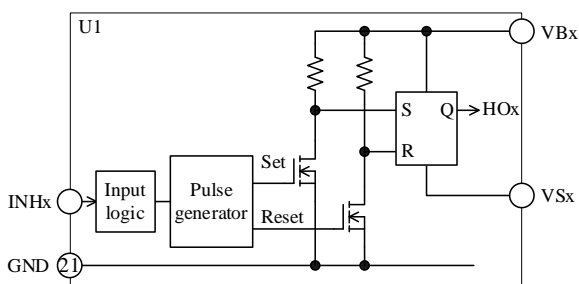 U1
VBx
S
Q
HOx
R
Set
Input
logic
Pulse
generator
INHx
VSx
Reset
GND
21